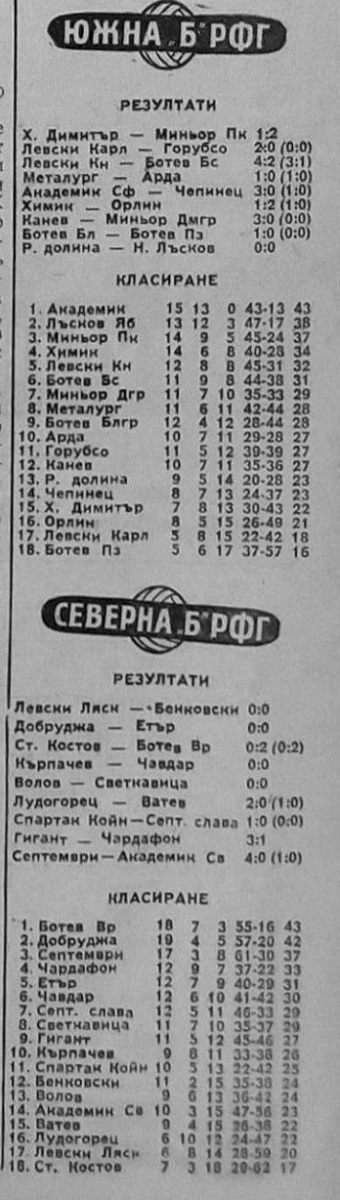 ЮЖНА „Б" РФГ
РЕЗУЛТАТИ
Х. Димитър — Миньор Пк 1:2
Левски Карл — Горубсо 2:0 (0:0)
Левски Кн — Ботев Бс 4:2 (3:1)
Металург — Арда 1:0 (1:0)
Академик Сф — Чепинец 3:0 (1:0)
Химик — Орлин 1:2 (1:0)
Канев — Миньор Дмгр 3:0 (0:0)
Ботев Бл — Ботев Пз 1:0 (0:0)
Р. долина — Н. Лъсков 0:0
КЛАСИРАНЕ
1. Академик 15 13 0 43-13 43
2. Лъсков Яб 13 12 3 47-17 38
3. Миньор Пк 14 9 5 45-24 37
4. Химик 14 6 8 40-28 34
5. Левски Кн 12 8 8 45-31 32
6. Ботев Бс 11 9 8 44-38 31
7. Миньор Дгр 11 7 10 35-33 29
8. Металург 11 6 11 42-44 28
9. Ботев Блгр 12 4 12 28-44 28
10. Арда 10 7 11 29-28 27
11. Горубсо 11 5 12 39-39 27
12. Канев 10 7 11 35-36 27
13. Р. долина 9 5 14 20-28 23
14. Чепинец 8 7 13 24-37 23
15. Х. Димитър 7 8 13 30-43 22
16. Орлин 8 5 15 26-49 21
17. Левски Карл 5 8 15 22-42 18
18. Ботев Пз 5 6 17 37-57 16
СЕВЕРНА „Б" РФГ
РЕЗУЛТАТИ
Левски Ляск — Бенковски 0:0
Добруджа — Етър 0:0
Ст. Костов — Ботев Вр 0:2 (0:2)
Кърпачев — Чавдар 0:0
Волов — Светкавица 0:0
Лудогорец — Ватев 2:0 (1:0)
Спартак Койн—Септ. слава 1:0 (0:0)
Гигант — Чардафон 3:1
Септември—Академик Св 4:0 (1:0)
КЛАСИРАНЕ
1. Ботев Вр 18 7 3 55-16 43
2. Добруджа 19 4 5 57-20 42
3. Септември 17 3 8 61-30 37
4. Чардафон 12 9 7 37-22 33
5. Етър 12 7 9 40-29 31
6. Чавдар 12 6 10 41-42 30
7. Септ. слава 12 5 11 46-33 29
8. Светкавица 11 7 10 35-37 29
9. Гигант 11 5 12 45-46 27
10. Кърпачев 9 8 11 33-38 26
11. Спартак Койн 10 5 13 22-42 25
12. Бенковски 11 2 15 35-38 24
13. Волов 9 6 13 36-42 24
14. Академик Св 10 3 15 47-56 23
15. Ватев 9 4 15 26-38 22
16. Лудогорец 6 10 12 24-47 22
17. Левски Ляск 6 8 14 28-59 20
18. Ст. Костов 7 3 18 29-62 17